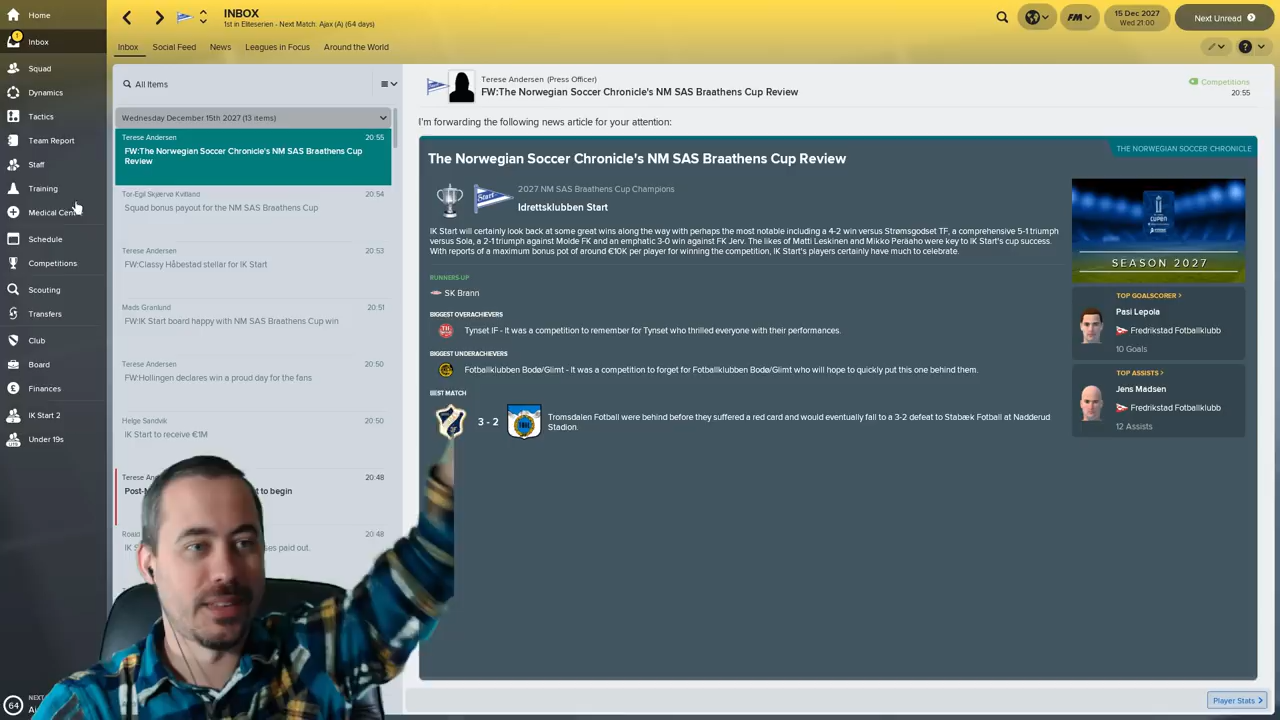 Home
INBOX
1st in Eliteserien - Next Match: Ajax (A) (64 days)
FM
15 Dec 2027
Wed 21:00
Next Unread
1
Inbox
Squad
Dynamics
Tactics
Team Report
Staff
Training
Medical Cent
Schedule
Competitions
Scouting
Transfers
Club
Board
Finances
IK Start 2
Under 19s
64
NEXT
Inbox
Social Feed
News
Leagues in Focus
Around the World
All Items
Wednesday December 15th 2027 (13 items)
Terese Andersen 20:55
FW:The Norwegian Soccer Chronicle's NM SAS Braathens Cup
Review
Tor-Egil Skjærvø Kvitland 20:54
Squad bonus payout for the NM SAS Braathens Cup
Terese Andersen 20:53
FW:Classy Håbestad stellar for IK Start
Mads Granlund 20:51
FW:IK Start board happy with NM SAS Braathens Cup win
Terese Andersen 20:50
FW:Hollingen declares win a proud day for the fans
Helge Sandvik 20:50
IK Start to receive €1M
20:48
t to begin
20:48
ses paid out.
Terese Andersen (Press Officer)
FW:The Norwegian Soccer Chronicle's NM SAS Braathens Cup Review
Competitions
20:55
I'm forwarding the following news article for your attention:
The Norwegian Soccer Chronicle's NM SAS Braathens Cup Review
THE NORWEGIAN SOCCER CHRONICLE
Start
2027 NM SAS Braathens Cup Champions
Idrettsklubben Start
IK Start will certainly look back at some great wins along the way with perhaps the most notable including a 4-2 win versus Strømsgodset TF, a comprehensive 5-1 triumph
versus Sola, a 2-1 triumph against Molde FK and an emphatic 3-0 win against FK Jerv. The likes of Matti Leskinen and Mikko Peräaho were key to IK Start's cup success.
With reports of a maximum bonus pot of around €10K per player for winning the competition, IK Start's players certainly have much to celebrate.
RUNNERS-UP
SK Brann
BIGGEST OVERACHIEVERS
Tynset IF - It was a competition to remember for Tynset who thrilled everyone with their performances.
BIGGEST UNDERACHIEVERS
Fotballklubben Bodø/Glimt - It was a competition to forget for Fotballklubben Bodø/Glimt who will hope to quickly put this one behind them.
BEST MATCH
3 - 2
Tromsdalen Fotball were behind before they suffered a red card and would eventually fall to a 3-2 defeat to Stabæk Fotball at Nadderud
Stadion.
CUPEN
SEASON 2027
TOP GOALSCORER >
Pasi Lepola
Fredrikstad Fotballklubb
10 Goals
TOP ASSISTS >
Jens Madsen
Fredrikstad Fotballklubb
12 Assists
Player Stats >